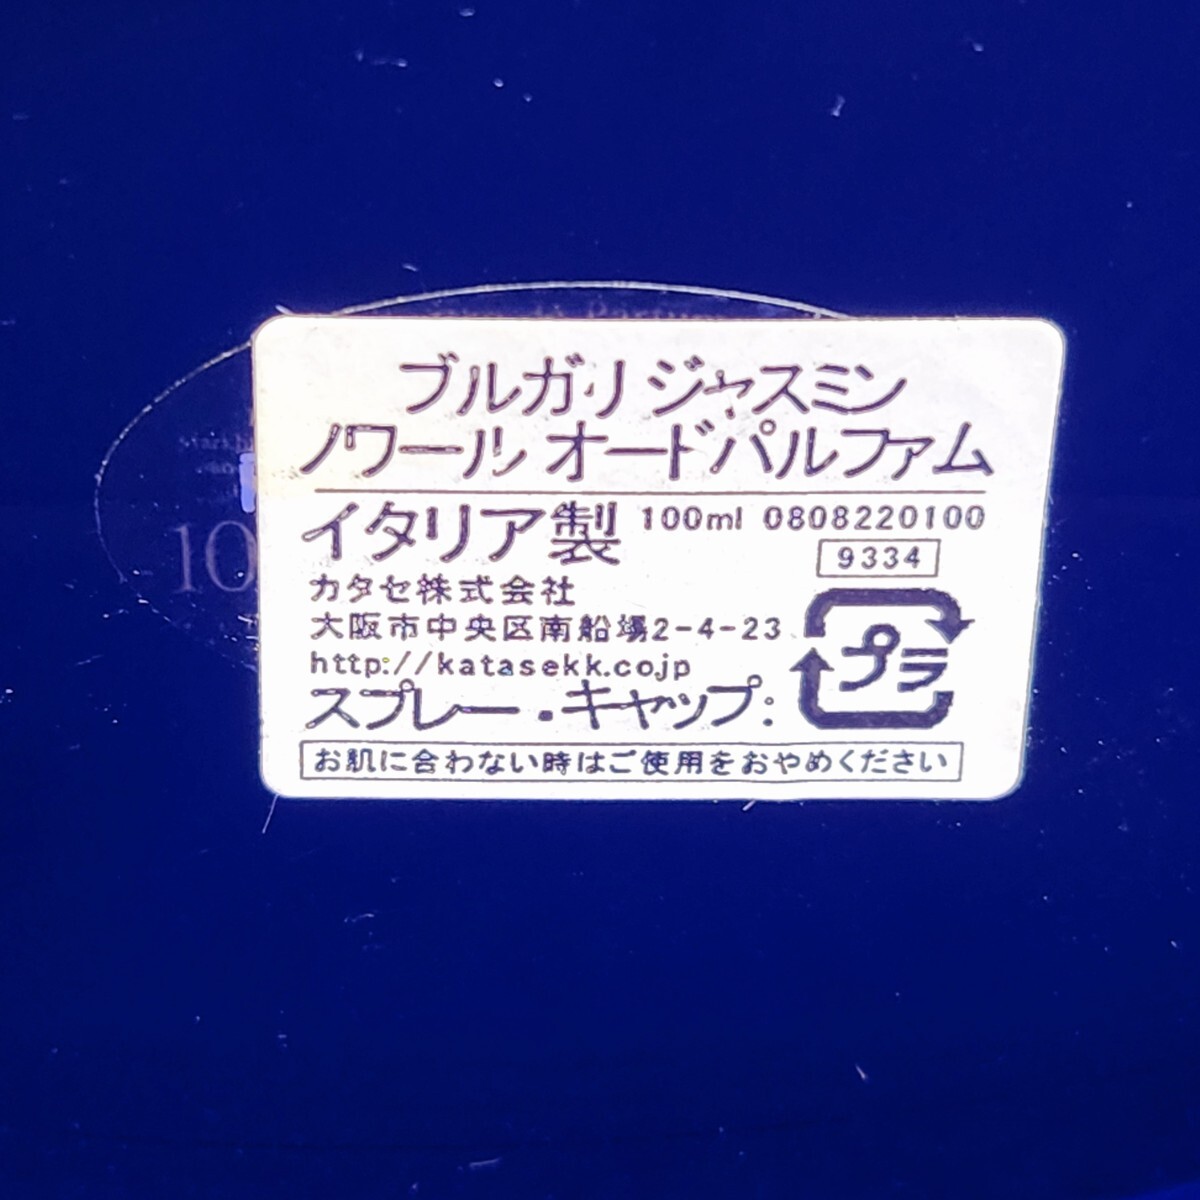 ブルガリ ジャスミン
ノワール オードパルファム
イタリア製 100ml 0808220100
9334
カタセ株式会社
大阪市中央区南船場2-4-23
http://katasekk.cojp
スプレー・キャップ: プラ
お肌に合わない時はご使用をおやめください
10